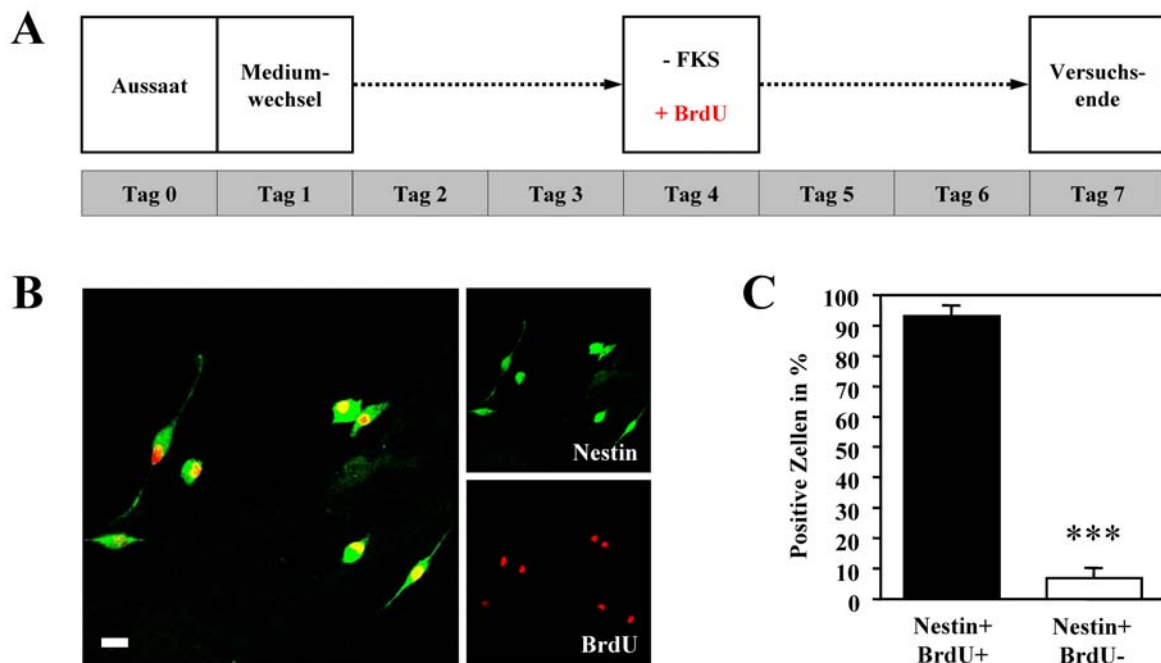 A
Aussaat
Medium-
wechsel
- FKS
+ BrdU
Versuchs-
ende
Tag 0
Tag 1
Tag 2
Tag 3
Tag 4
Tag 5
Tag 6
Tag 7
B
Nestin
BrdU
C
Positive Zellen in %
100
90
80
70
60
50
40
30
20
10
0
***
Nestin+
BrdU+
Nestin+
BrdU-